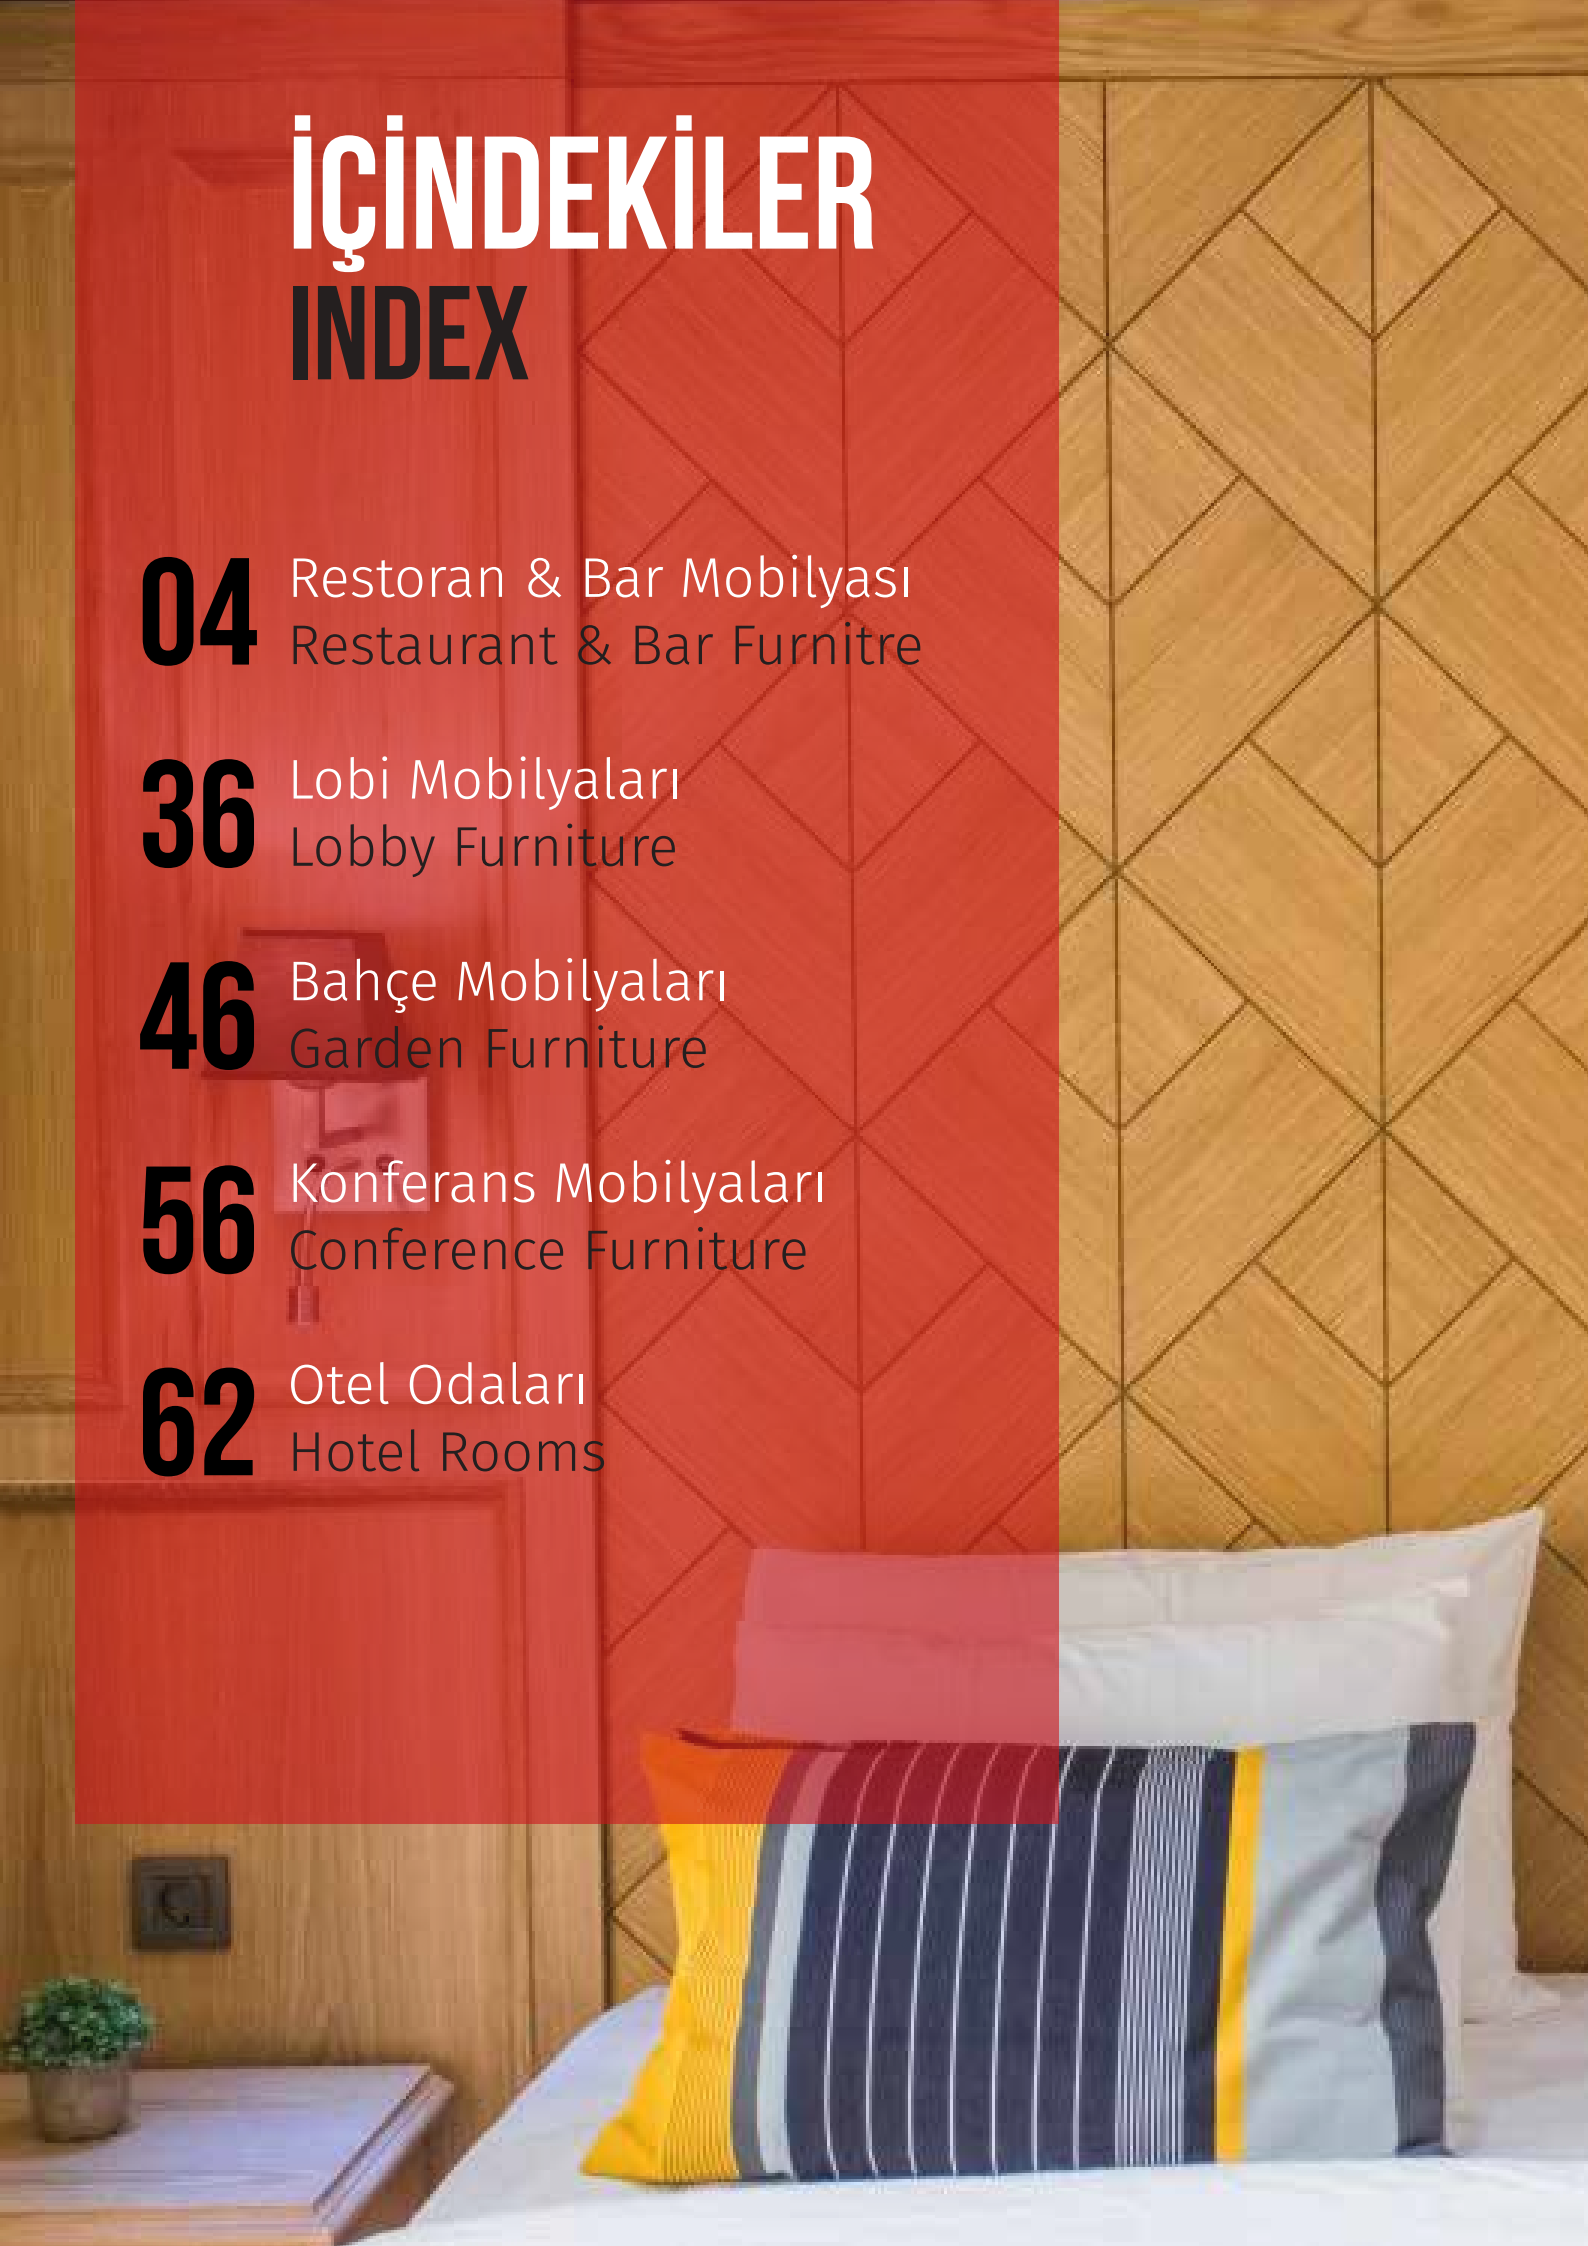 İÇİNDEKİLER
INDEX
04
Restoran & Bar Mobilyası
Restaurant & Bar Furnitre
36
Lobi Mobilyaları
Lobby Furniture
46
Bahçe Mobilyaları
Garden Furniture
56
Konferans Mobilyaları
Conference Furniture
62
Otel Odaları
Hotel Rooms